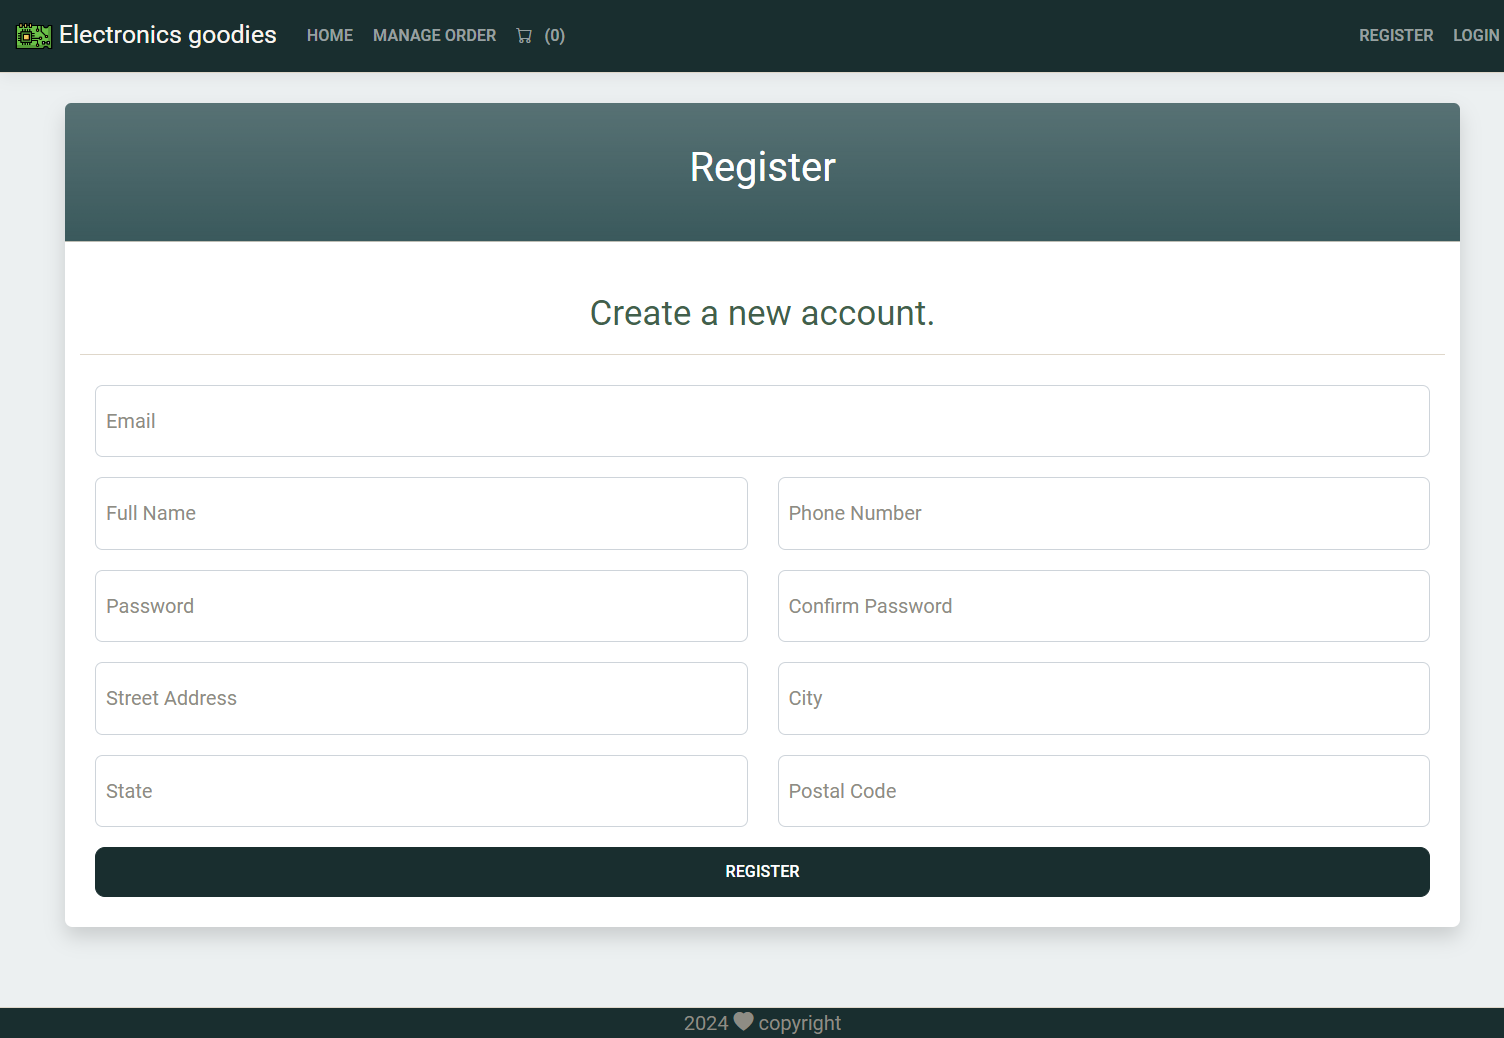 Electronics goodies HOME MANAGE ORDER (0) REGISTER LOGIN
Register
Create a new account.
Email
Full Name Phone Number
Password Confirm Password
Street Address City
State Postal Code
REGISTER
2024 copyright